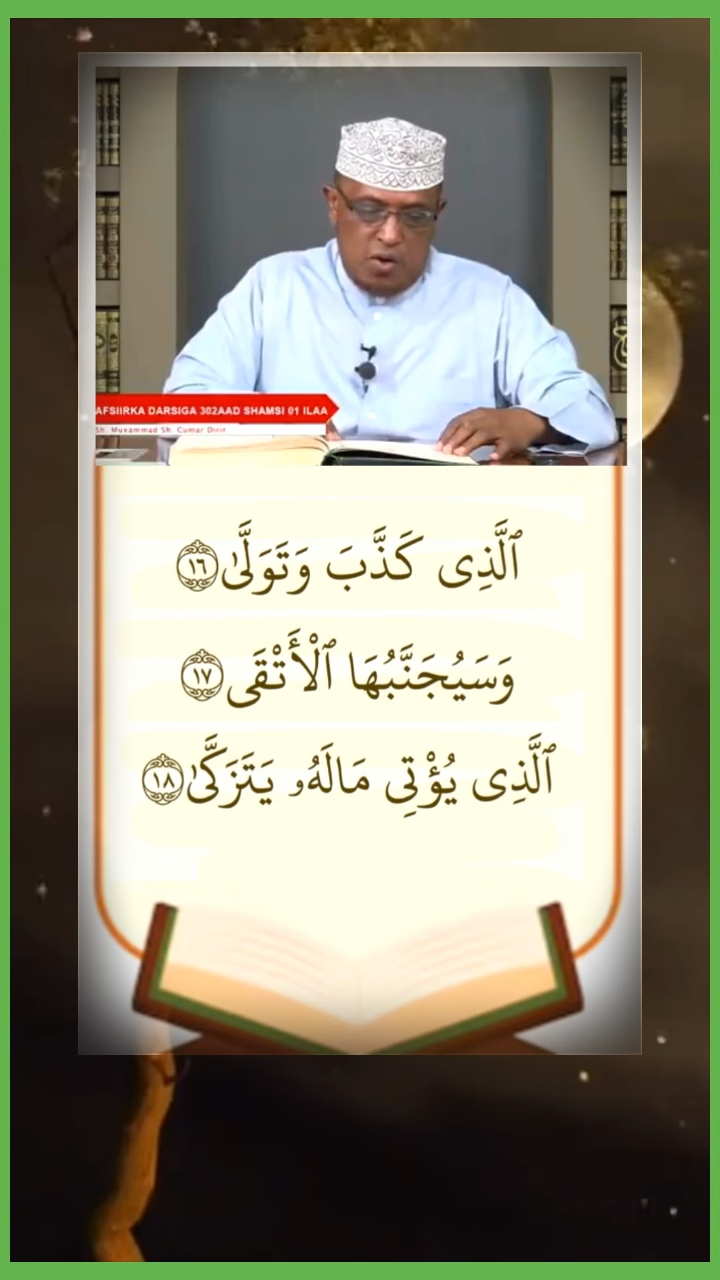 AFSIIRKA DARSIGA 302AAD SHAMSI 01 ILAA
Sh. Muxammad Sh. Cumar Dirir
ٱلَّذِى كَذَّبَ وَتَوَلَّىٰ ١٦
وَسَيُجَنَّبُهَا ٱلْأَتْقَى ١٧
ٱلَّذِى يُؤْتِى مَالَهُۥ يَتَزَكَّىٰ ١٨